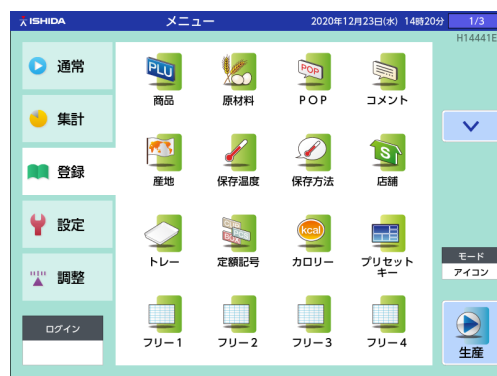 ISHIDA メニュー 2020年12月23日(水) 14時20分 1/3
H14441E
通常
集計
登録
設定
調整
ログイン
PLU
POP
商品 原材料 POP コメント
S
産地 保存温度 保存方法 店舗
kcal
トレー 定額記号 カロリー プリセット
キー
フリー1 フリー2 フリー3 フリー4
モード
アイコン
生産